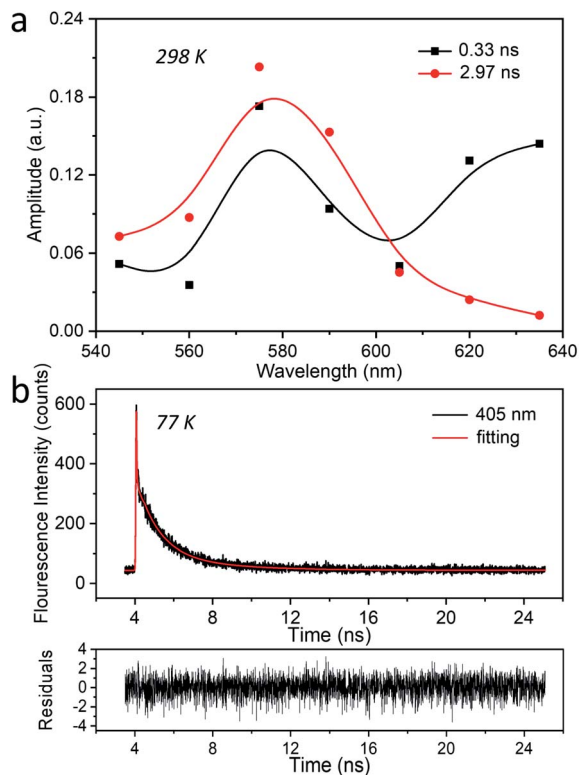 a
298 K
0.33 ns
2.97 ns
Amplitude (a.u.)
0.24
0.18
0.12
0.06
0.00
540 560 580 600 620 640
Wavelength (nm)
b
77 K
405 nm
fitting
Flourescence Intensity (counts)
600
400
200
0
4 8 12 16 20 24
Time (ns)
Residuals
4
2
0
-2
-4
4 8 12 16 20 24
Time (ns)